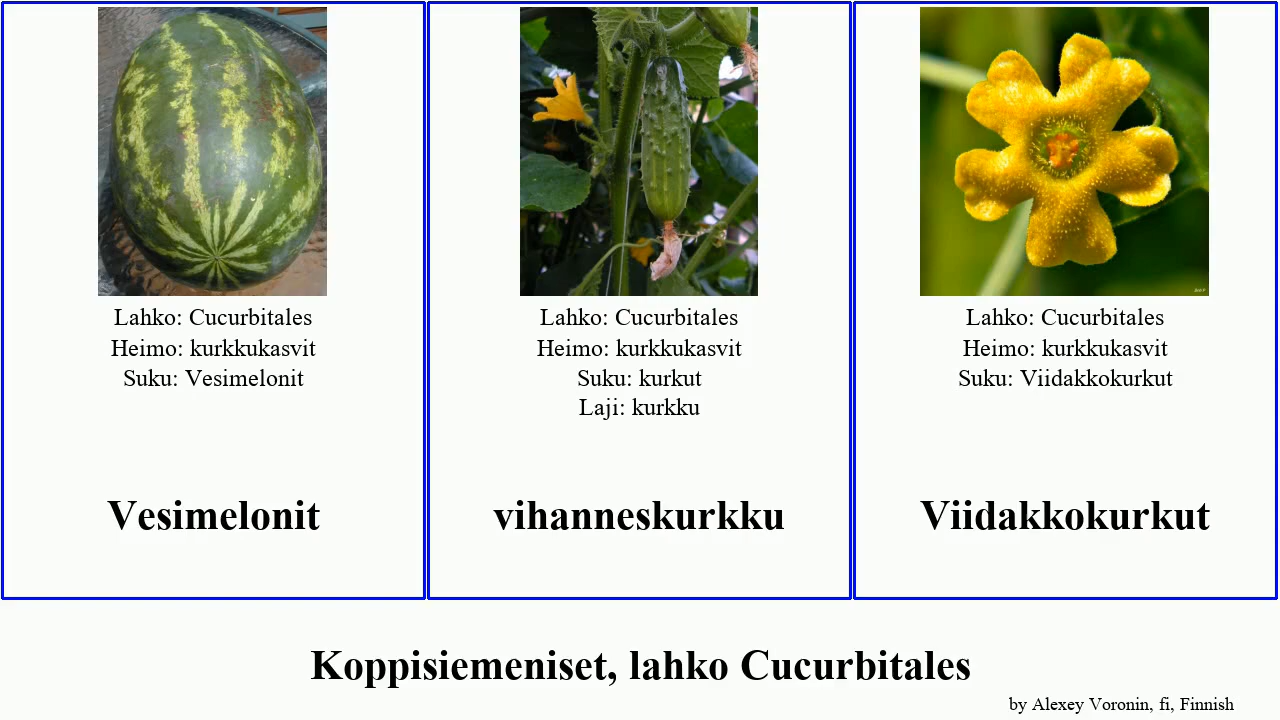 Lahko: Cucurbitales
Heimo: kurkkukasvit
Suku: Vesimelonit
Vesimelonit
Lahko: Cucurbitales
Heimo: kurkkukasvit
Suku: kurkut
Laji: kurkku
vihanneskurkku
Lahko: Cucurbitales
Heimo: kurkkukasvit
Suku: Viidakkokurkut
Viidakkokurkut
Koppisiemeniset, lahko Cucurbitales
by Alexey Voronin, fi, Finnish